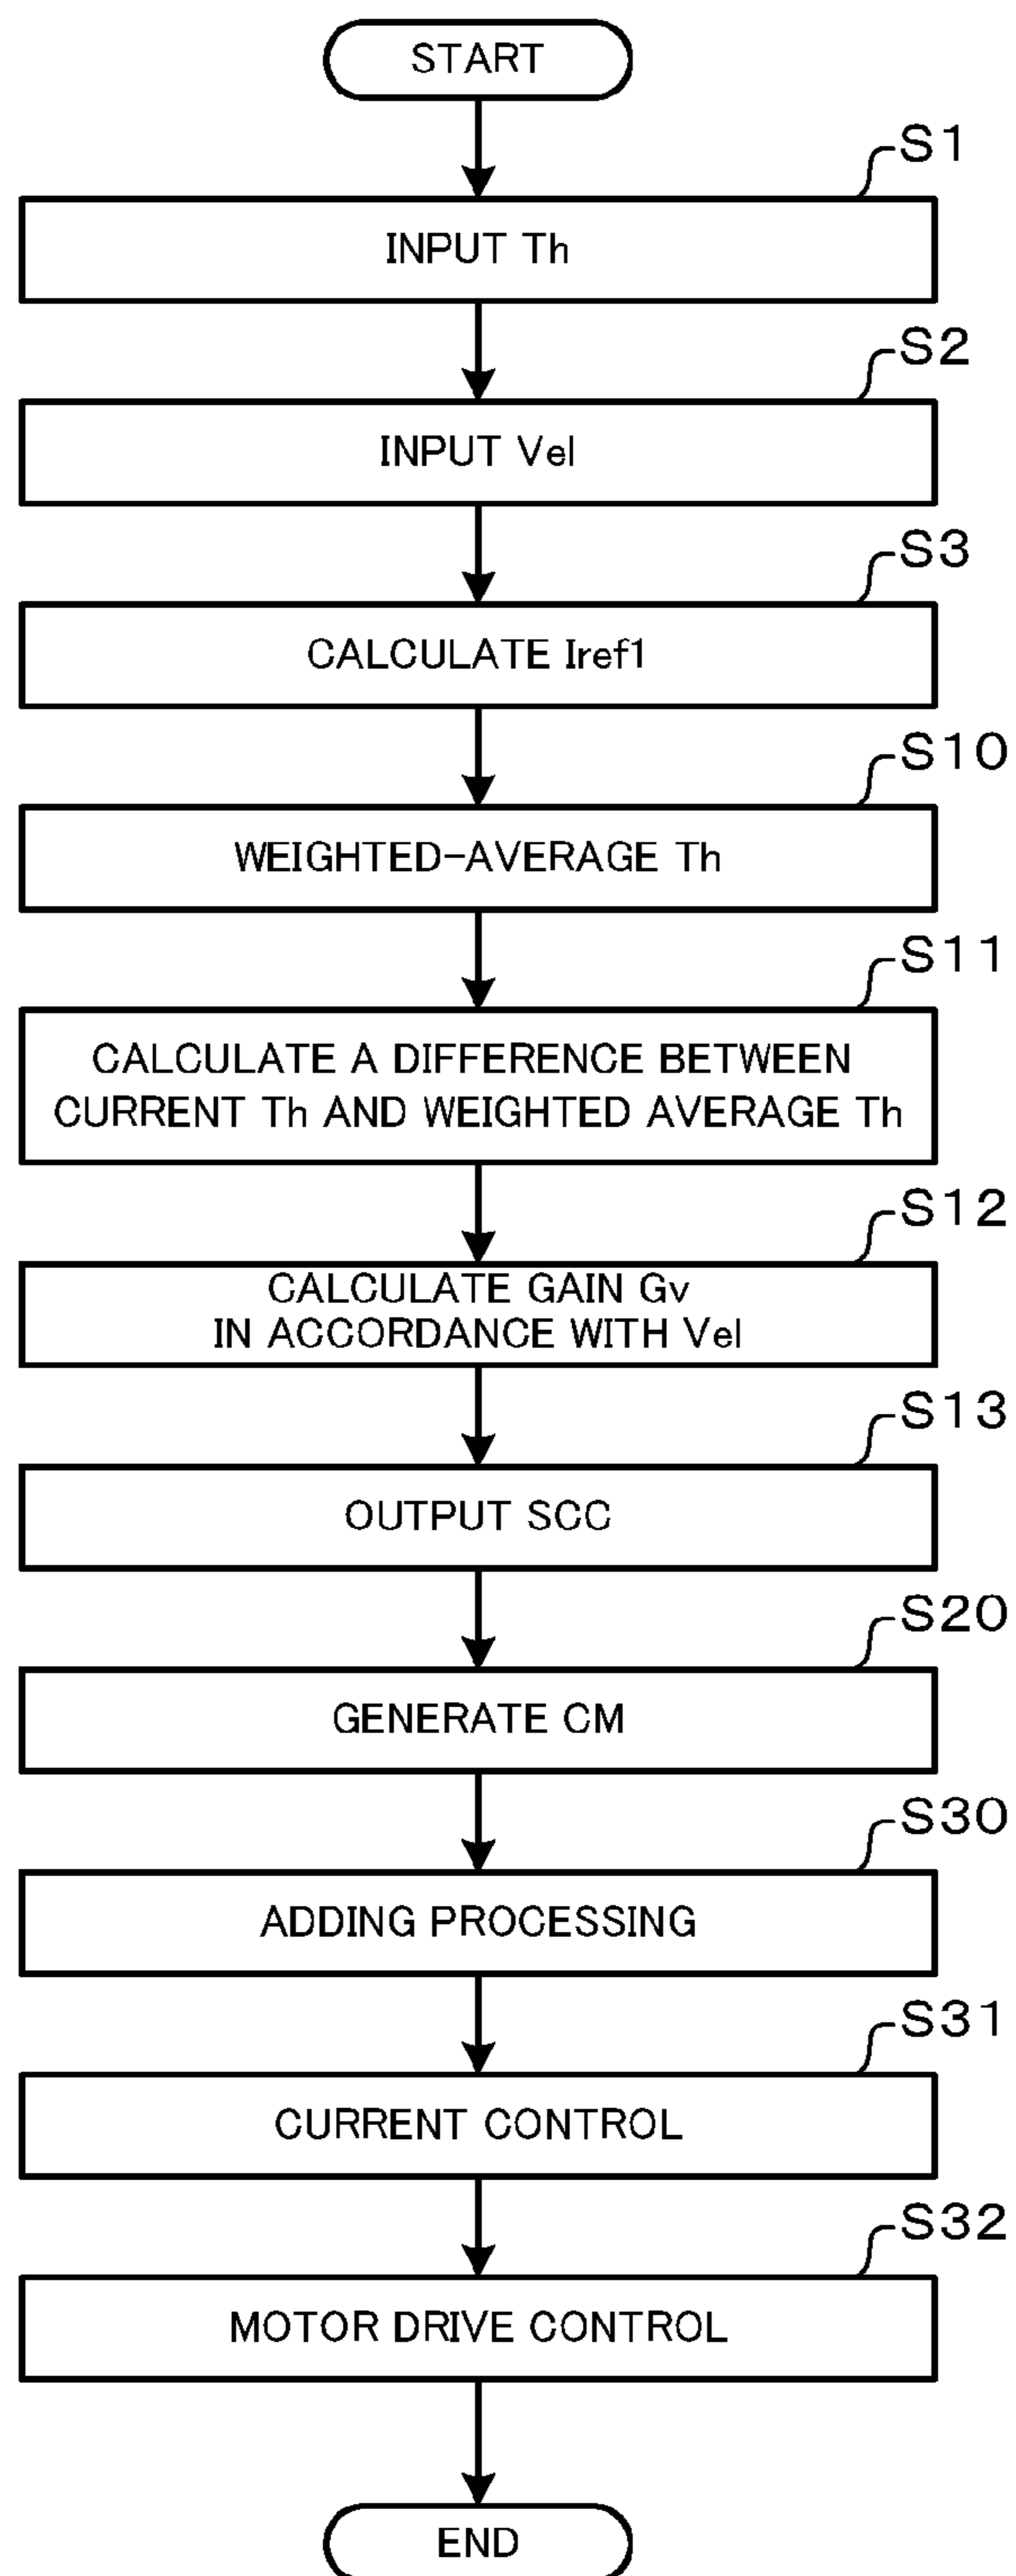 START
S1
INPUT Th
S2
INPUT Vel
S3
CALCULATE Iref1
S10
WEIGHTED-AVERAGE Th
S11
CALCULATE A DIFFERENCE BETWEEN
CURRENT Th AND WEIGHTED AVERAGE Th
S12
CALCULATE GAIN Gv
IN ACCORDANCE WITH Vel
S13
OUTPUT SCC
S20
GENERATE CM
S30
ADDING PROCESSING
S31
CURRENT CONTROL
S32
MOTOR DRIVE CONTROL
END